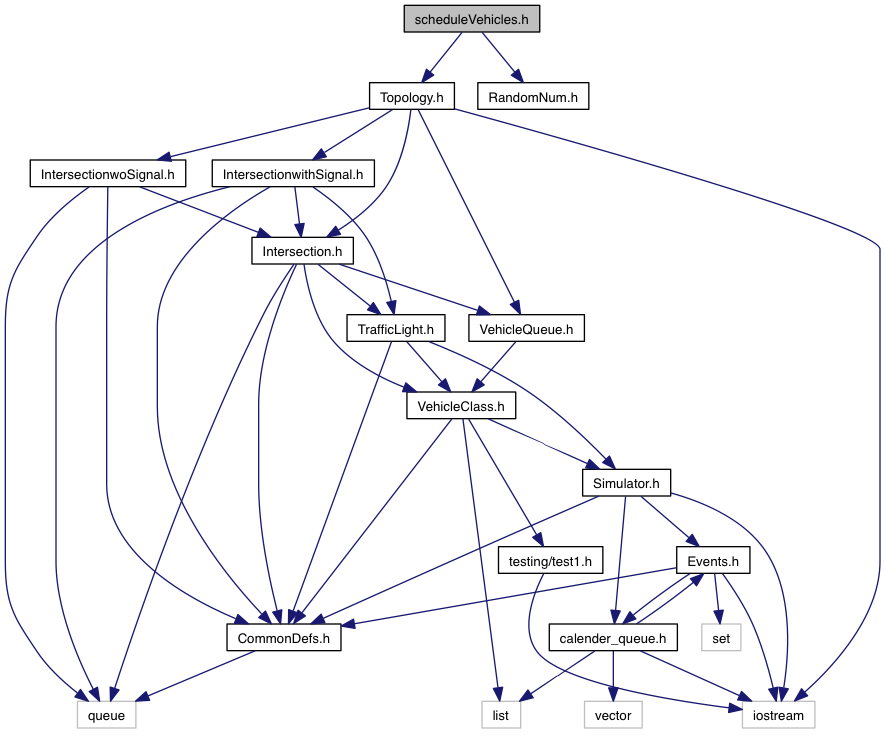 scheduleVehicles.h
Topology.h
RandomNum.h
IntersectionwoSignal.h
IntersectionwithSignal.h
Intersection.h
TrafficLight.h
VehicleQueue.h
VehicleClass.h
Simulator.h
testing/test1.h
Events.h
CommonDefs.h
calender_queue.h
set
queue
list
vector
iostream